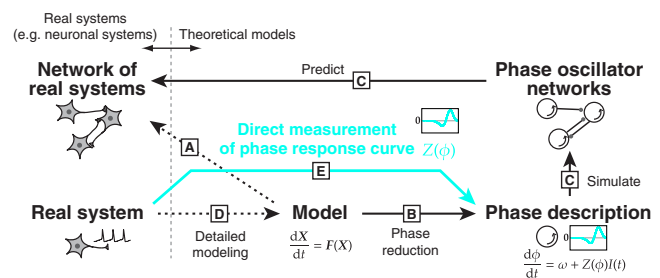 Real systems
(e.g. neuronal systems)
Theoretical models
Network of
real systems
Predict
C
Phase oscillator
networks
A
Direct measurement
of phase response curve Z(ϕ)
0
E
C
Simulate
Real system
D
Detailed
modeling
Model
dX/dt = F(X)
B
Phase
reduction
Phase description
0
dϕ/dt = ω + Z(ϕ)I(t)